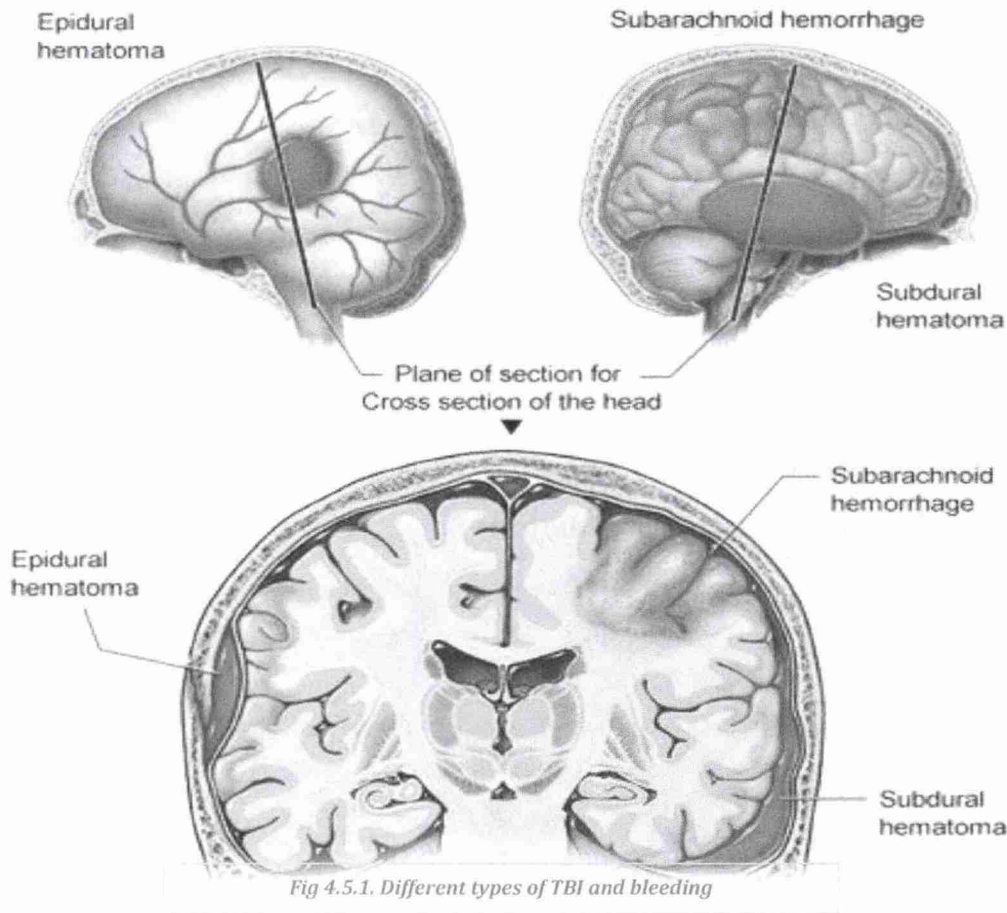 Epidural
hematoma
Subarachnoid hemorrhage
Subdural
hematoma
Plane of section for
Cross section of the head
Subarachnoid
hemorrhage
Epidural
hematoma
Subdural
hematoma
Fig 4.5.1. Different types of TBI and bleeding